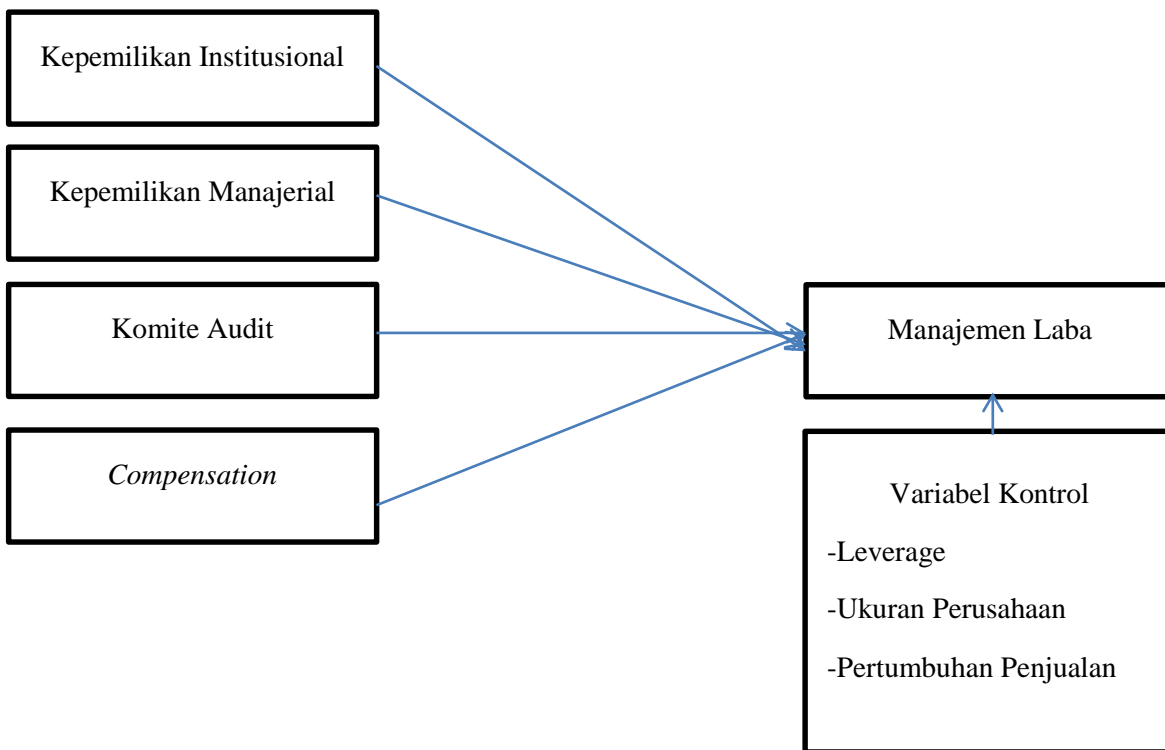 Kepemilikan Institusional
Kepemilikan Manajerial
Komite Audit
Compensation
Manajemen Laba
Variabel Kontrol
-Leverage
-Ukuran Perusahaan
-Pertumbuhan Penjualan